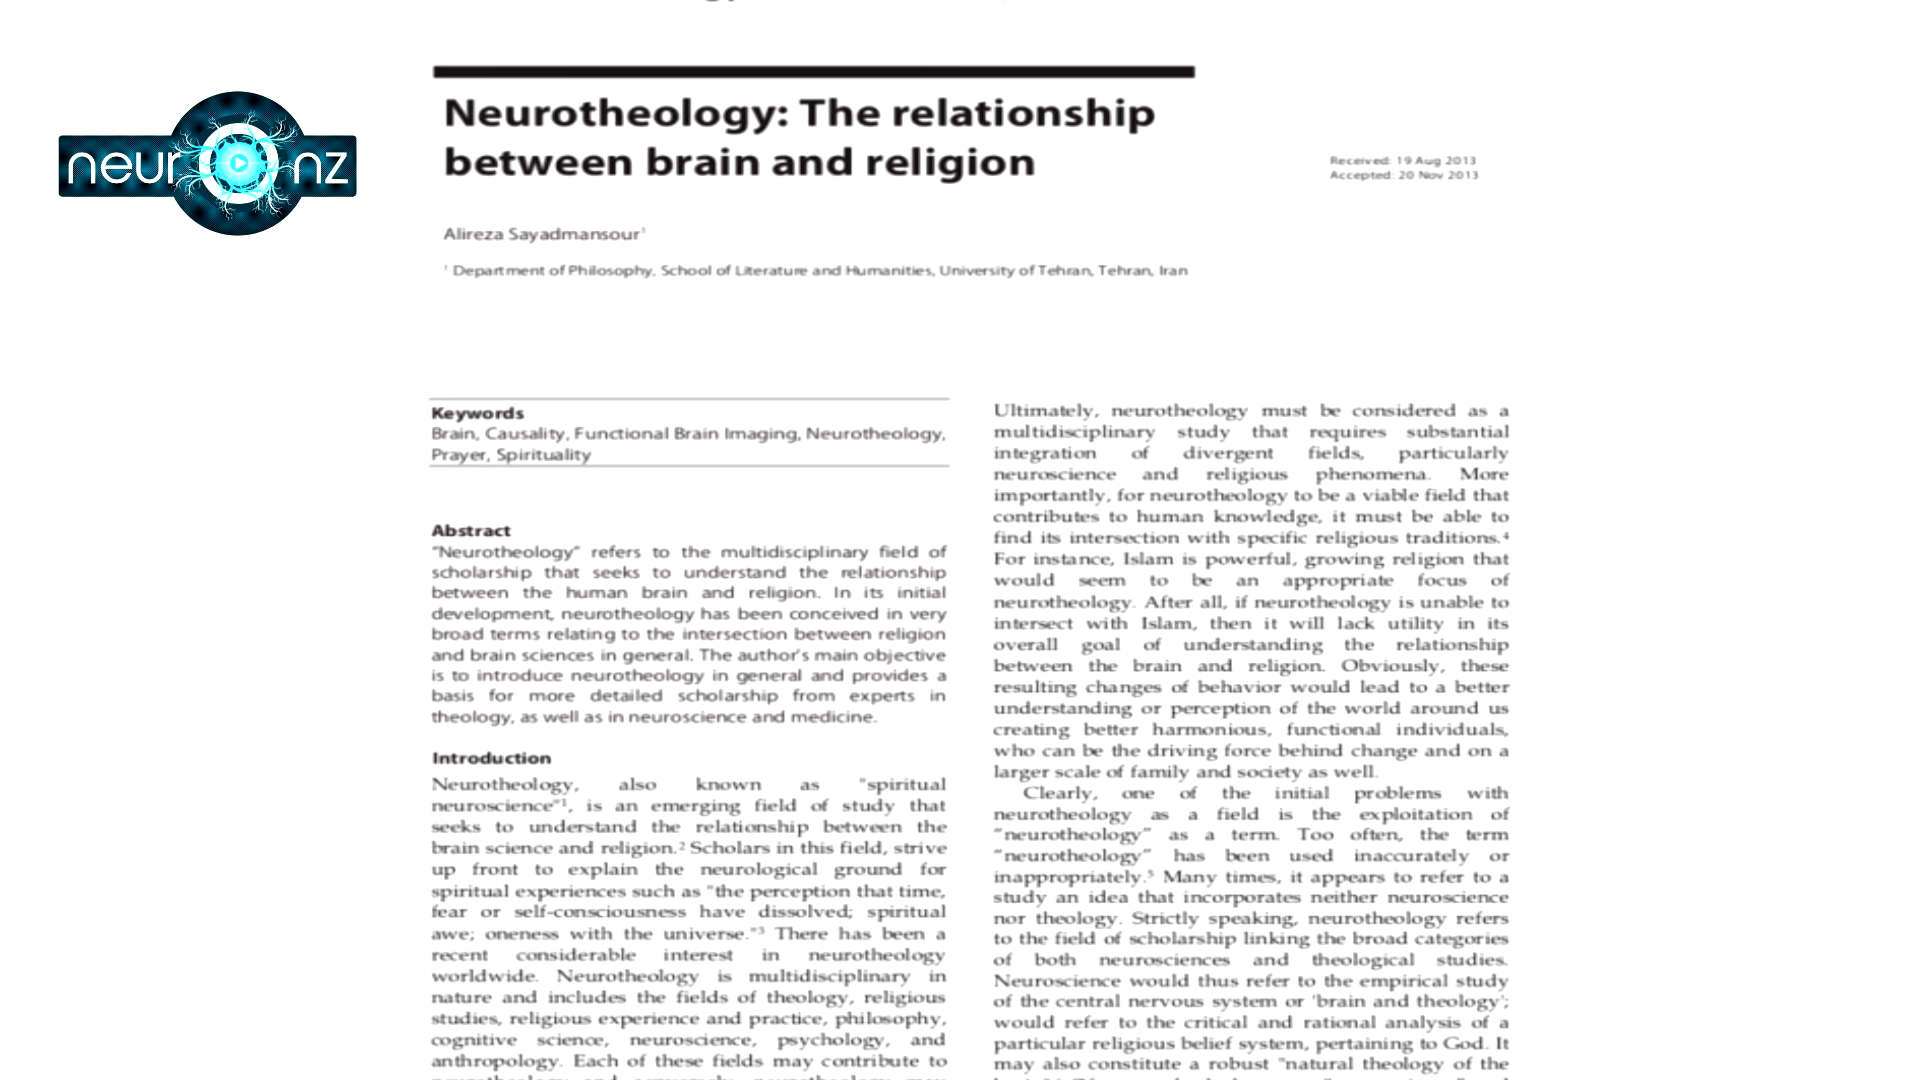 neur nz
Neurotheology: The relationship
between brain and religion
Received: 19 Aug 2013
Accepted: 20 Nov 2013
Alireza Sayadmansour¹
¹ Department of Philosophy, School of Literature and Humanities, University of Tehran, Tehran, Iran
Keywords
Brain, Causality, Functional Brain Imaging, Neurotheology,
Prayer, Spirituality
Abstract
“Neurotheology” refers to the multidisciplinary field of
scholarship that seeks to understand the relationship
between the human brain and religion. In its initial
development, neurotheology has been conceived in very
broad terms relating to the intersection between religion
and brain sciences in general. The author's main objective
is to introduce neurotheology in general and provides a
basis for more detailed scholarship from experts in
theology, as well as in neuroscience and medicine.
Introduction
Neurotheology, also known as "spiritual
neuroscience"¹, is an emerging field of study that
seeks to understand the relationship between the
brain science and religion.² Scholars in this field, strive
up front to explain the neurological ground for
spiritual experiences such as "the perception that time,
fear or self-consciousness have dissolved; spiritual
awe; oneness with the universe."³ There has been a
recent considerable interest in neurotheology
worldwide. Neurotheology is multidisciplinary in
nature and includes the fields of theology, religious
studies, religious experience and practice, philosophy,
cognitive science, neuroscience, psychology, and
anthropology. Each of these fields may contribute to
Ultimately, neurotheology must be considered as a
multidisciplinary study that requires substantial
integration of divergent fields, particularly
neuroscience and religious phenomena. More
importantly, for neurotheology to be a viable field that
contributes to human knowledge, it must be able to
find its intersection with specific religious traditions.⁴
For instance, Islam is powerful, growing religion that
would seem to be an appropriate focus of
neurotheology. After all, if neurotheology is unable to
intersect with Islam, then it will lack utility in its
overall goal of understanding the relationship
between the brain and religion. Obviously, these
resulting changes of behavior would lead to a better
understanding or perception of the world around us
creating better harmonious, functional individuals,
who can be the driving force behind change and on a
larger scale of family and society as well.
Clearly, one of the initial problems with
neurotheology as a field is the exploitation of
“neurotheology” as a term. Too often, the term
“neurotheology” has been used inaccurately or
inappropriately.⁵ Many times, it appears to refer to a
study an idea that incorporates neither neuroscience
nor theology. Strictly speaking, neurotheology refers
to the field of scholarship linking the broad categories
of both neurosciences and theological studies.
Neuroscience would thus refer to the empirical study
of the central nervous system or 'brain and theology';
would refer to the critical and rational analysis of a
particular religious belief system, pertaining to God. It
may also constitute a robust "natural theology of the